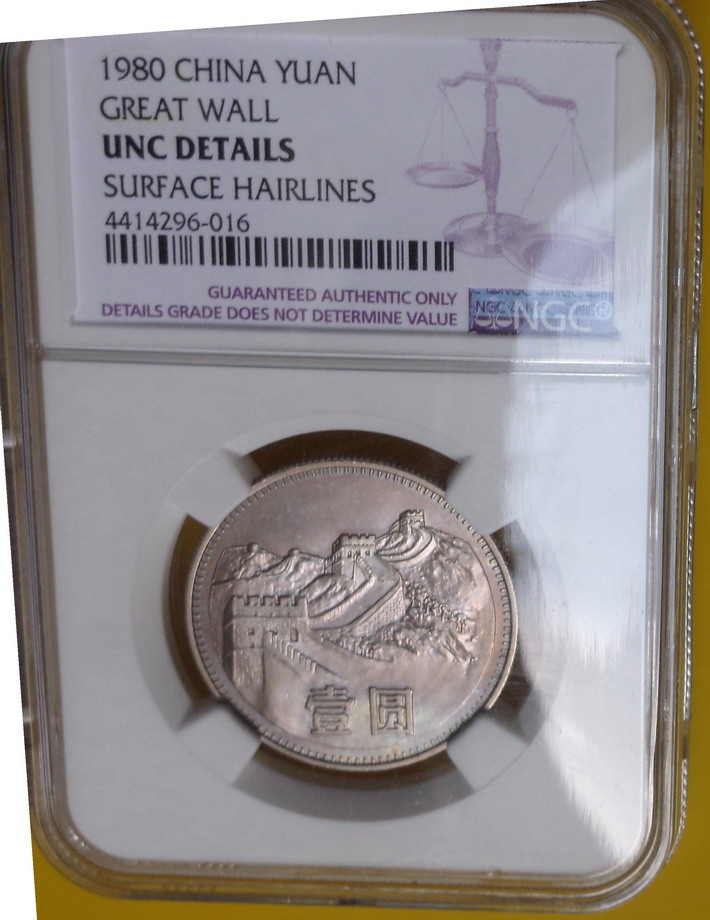 1980 CHINA YUAN
GREAT WALL
UNC DETAILS
SURFACE HAIRLINES
4414296-016
GUARANTEED AUTHENTIC ONLY
DETAILS GRADE DOES NOT DETERMINE VALUE
NGC NGC®
壹圆